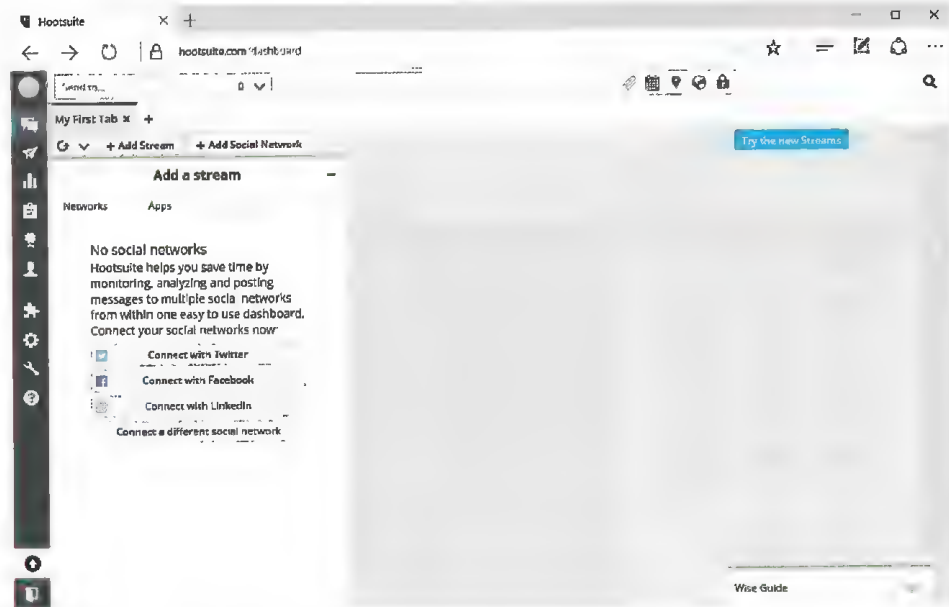 Hootsuite
hootsuite.com/dashboard
Send to...
0
My First Tab
+ Add Stream + Add Social Network
Try the new Streams
Add a stream
Networks Apps
No social networks
Hootsuite helps you save time by
monitoring, analyzing and posting
messages to multiple social networks
from within one easy to use dashboard.
Connect your social networks now:
Connect with Twitter
Connect with Facebook
Connect with LinkedIn
Connect a different social network
Wise Guide